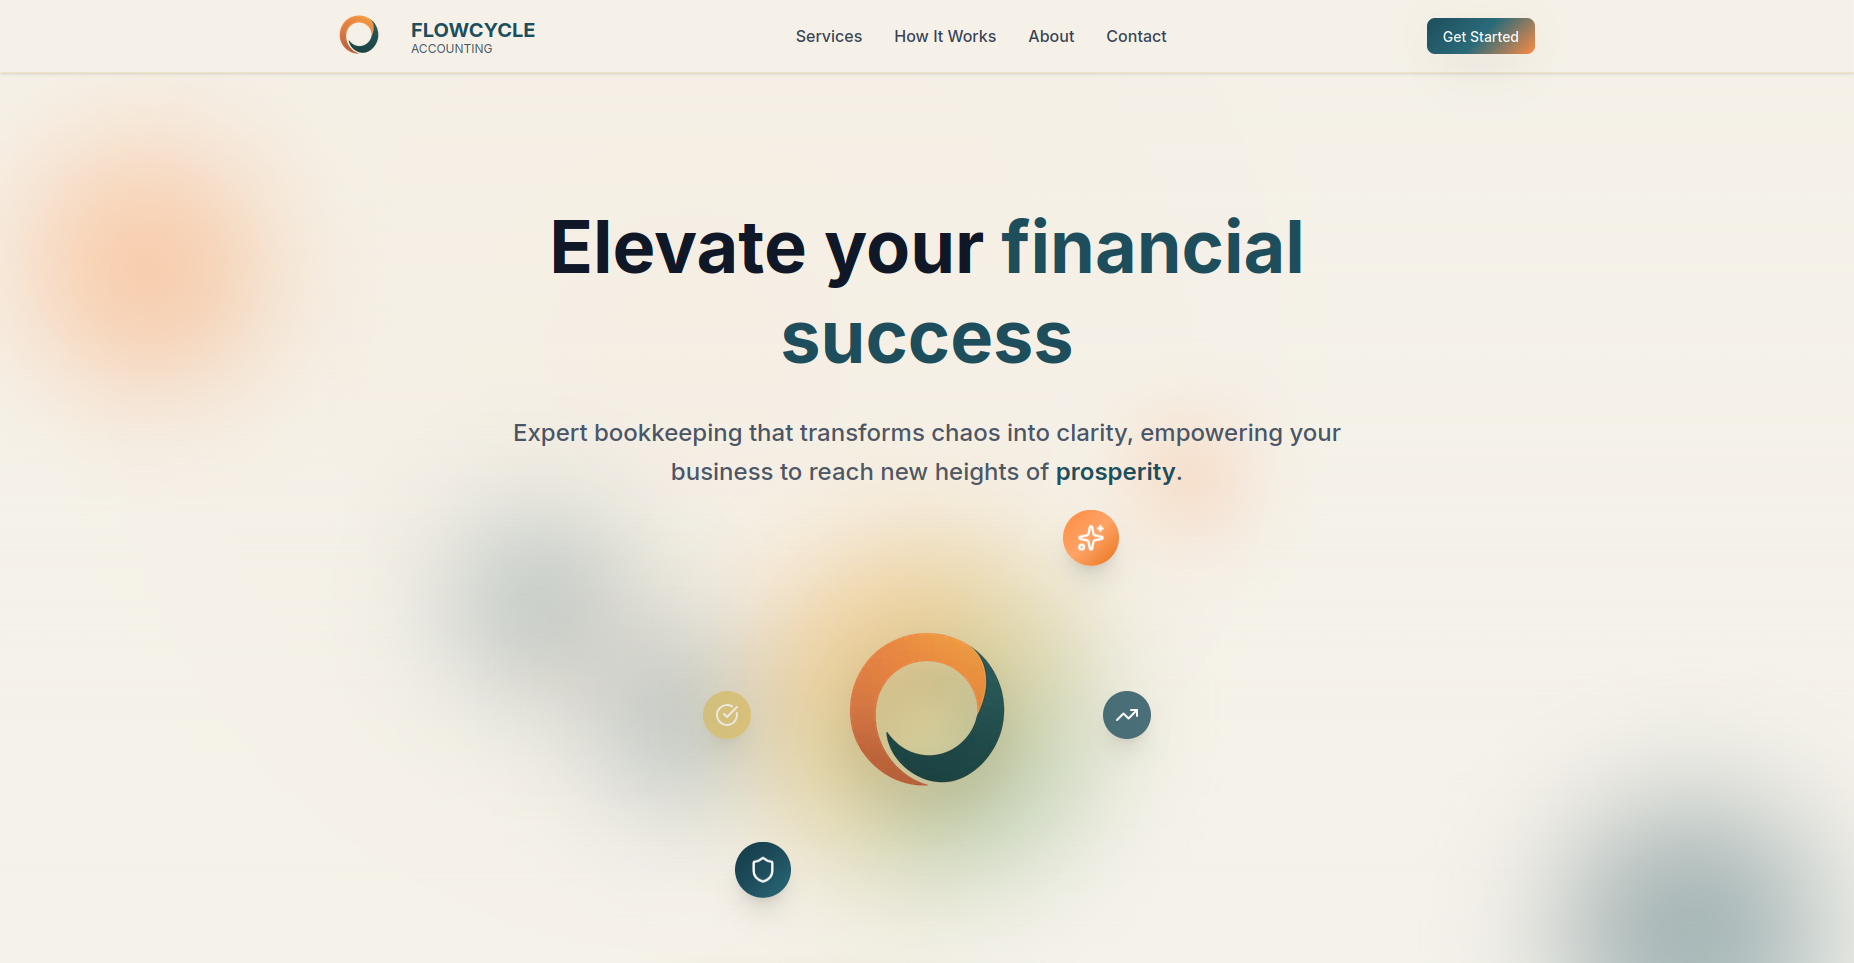 FLOWCYCLE
ACCOUNTING
Services
How It Works
About
Contact
Get Started
Elevate your financial
success
Expert bookkeeping that transforms chaos into clarity, empowering your
business to reach new heights of prosperity.